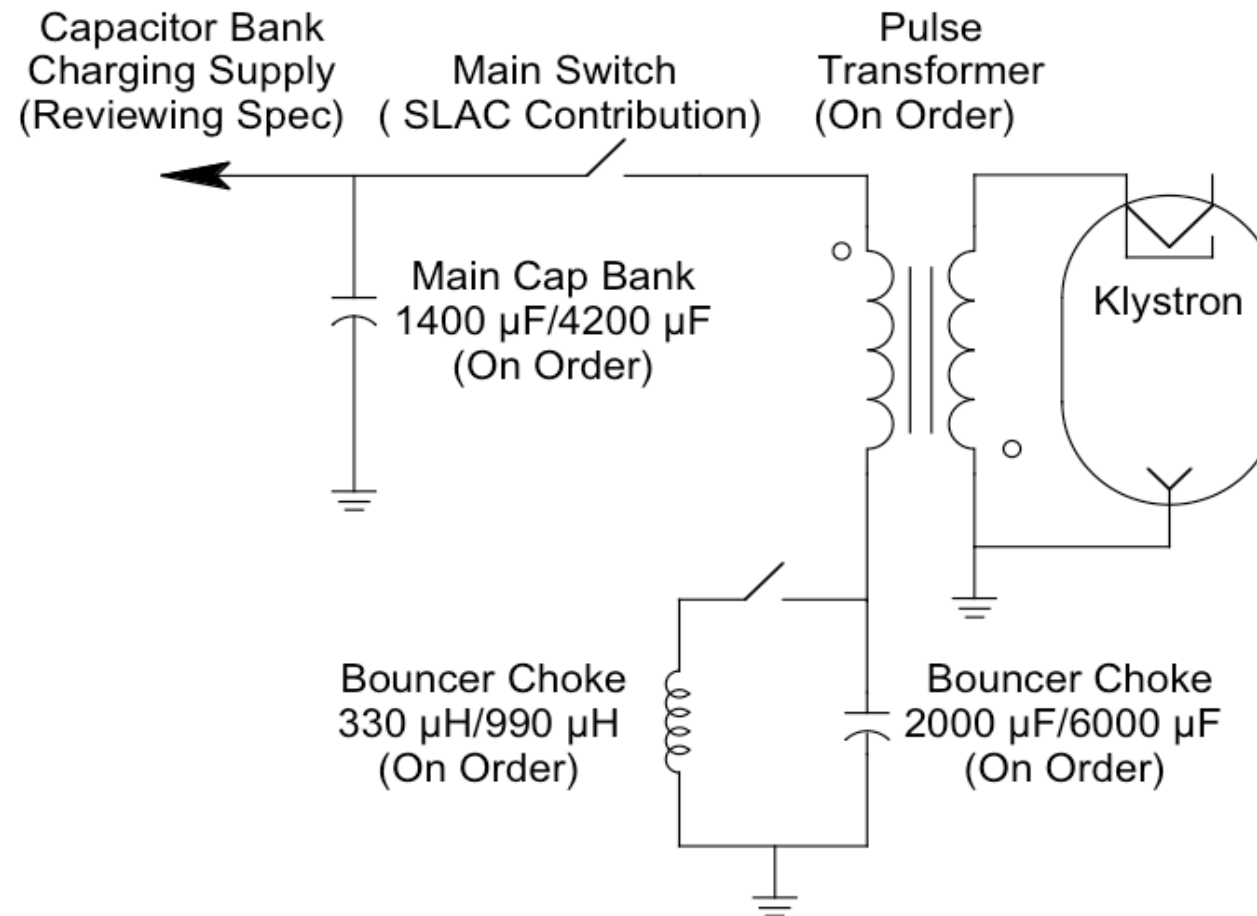 Capacitor Bank
Charging Supply
(Reviewing Spec)
Main Switch
( SLAC Contribution)
Pulse
Transformer
(On Order)
Main Cap Bank
1400 µF/4200 µF
(On Order)
Klystron
Bouncer Choke
330 µH/990 µH
(On Order)
Bouncer Choke
2000 µF/6000 µF
(On Order)